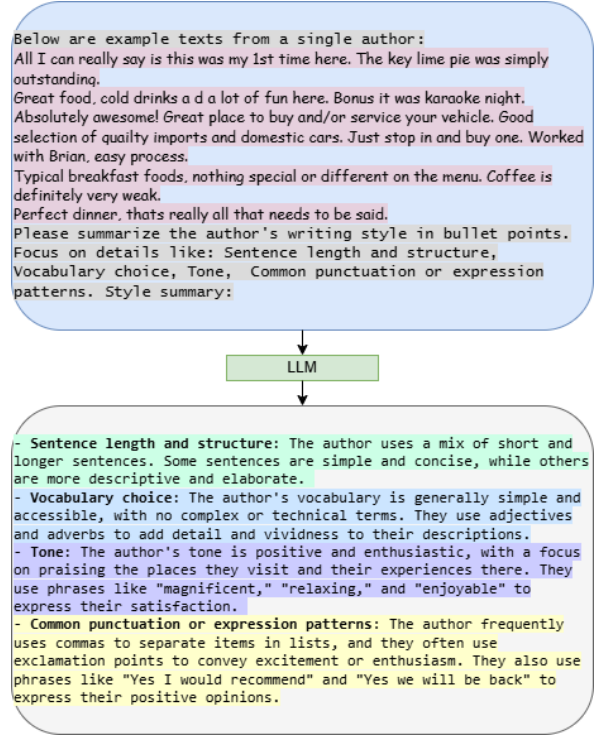 Below are example texts from a single author:
All I can really say is this was my 1st time here. The key lime pie was simply
outstanding.
Great food, cold drinks a d a lot of fun here. Bonus it was karaoke night.
Absolutely awesome! Great place to buy and/or service your vehicle. Good
selection of quailty imports and domestic cars. Just stop in and buy one. Worked
with Brian, easy process.
Typical breakfast foods, nothing special or different on the menu. Coffee is
definitely very weak.
Perfect dinner, thats really all that needs to be said.
Please summarize the author's writing style in bullet points.
Focus on details like: Sentence length and structure,
Vocabulary choice, Tone,  Common punctuation or expression
patterns. Style summary:
LLM
- Sentence length and structure: The author uses a mix of short and
longer sentences. Some sentences are simple and concise, while others
are more descriptive and elaborate.
- Vocabulary choice: The author's vocabulary is generally simple and
accessible, with no complex or technical terms. They use adjectives
and adverbs to add detail and vividness to their descriptions.
- Tone: The author's tone is positive and enthusiastic, with a focus
on praising the places they visit and their experiences there. They
use phrases like "magnificent," "relaxing," and "enjoyable" to
express their satisfaction.
- Common punctuation or expression patterns: The author frequently
uses commas to separate items in lists, and they often use
exclamation points to convey excitement or enthusiasm. They also use
phrases like "Yes I would recommend" and "Yes we will be back" to
express their positive opinions.